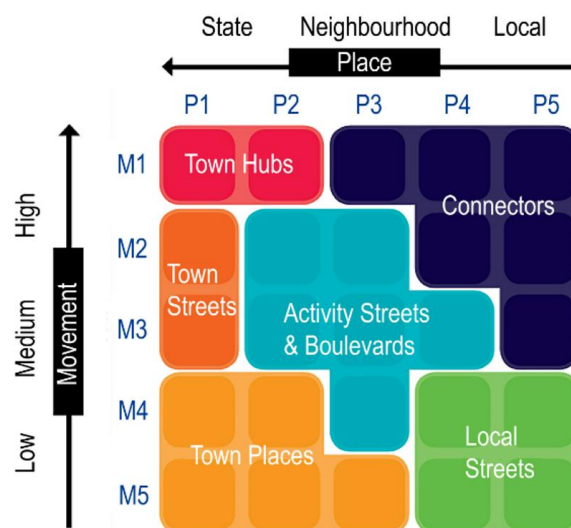 State Neighbourhood Local
Place
P1 P2 P3 P4 P5
M1
M2
M3
M4
M5
High
Medium
Low
Movement
Town Hubs
Connectors
Town
Streets
Activity Streets
& Boulevards
Town Places
Local
Streets